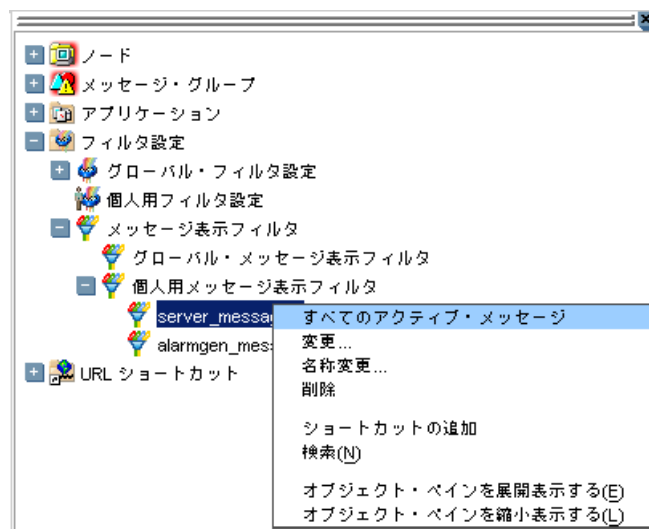 ノード
メッセージ・グループ
アプリケーション
フィルタ設定
グローバル・フィルタ設定
個人用フィルタ設定
メッセージ表示フィルタ
グローバル・メッセージ表示フィルタ
個人用メッセージ表示フィルタ
server_messa
alarmgen_mes
URL ショートカット
すべてのアクティブ・メッセージ
変更...
名称変更...
削除
ショートカットの追加
検索(N)
オブジェクト・ペインを展開表示する(E)
オブジェクト・ペインを縮小表示する(L)